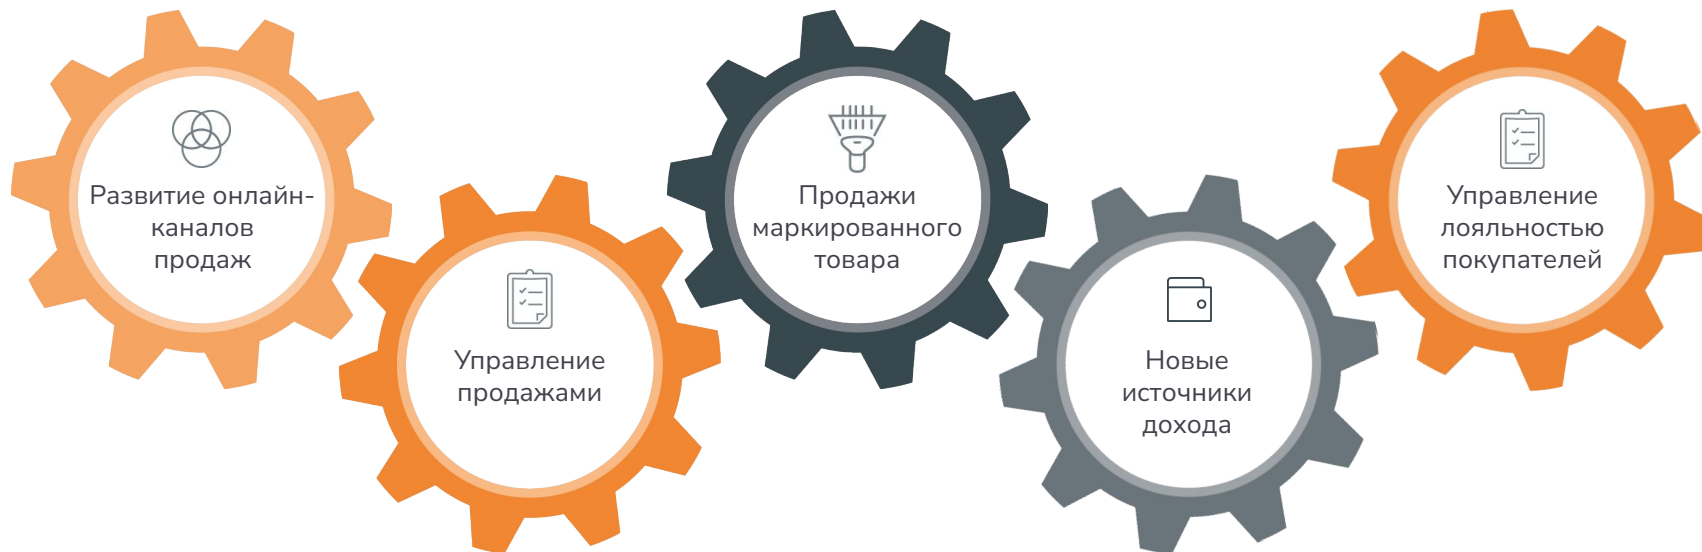 Развитие онлайн-
каналов
продаж
Управление
продажами
Продажи
маркированного
товара
Новые
источники
дохода
Управление
лояльностью
покупателей